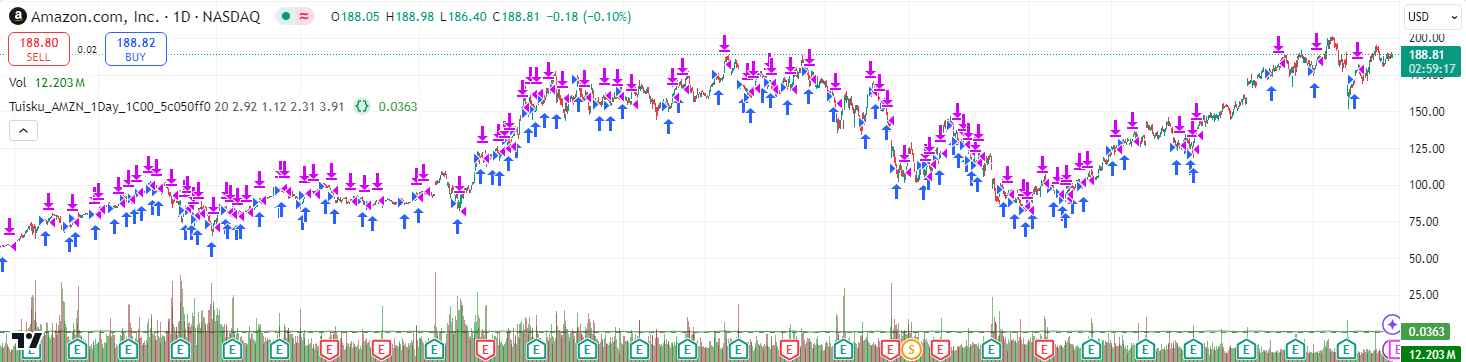 a Amazon.com, Inc. · 1D · NASDAQ ≈ O188.05 H188.98 L186.40 C188.81 −0.18 (−0.10%) USD
188.80 SELL 0.02 188.82 BUY
Vol 12.203 M
Tuisku_AMZN_1Day_1C00_5c050ff0 20 2.92 1.12 2.31 3.91 {} 0.0363
200.00
188.81
02:59:17
150.00
125.00
100.00
75.00
50.00
25.00
0.0363
12.203 M
E E E E E E E E E E E E E E E E E E S E E E E E E E E E E